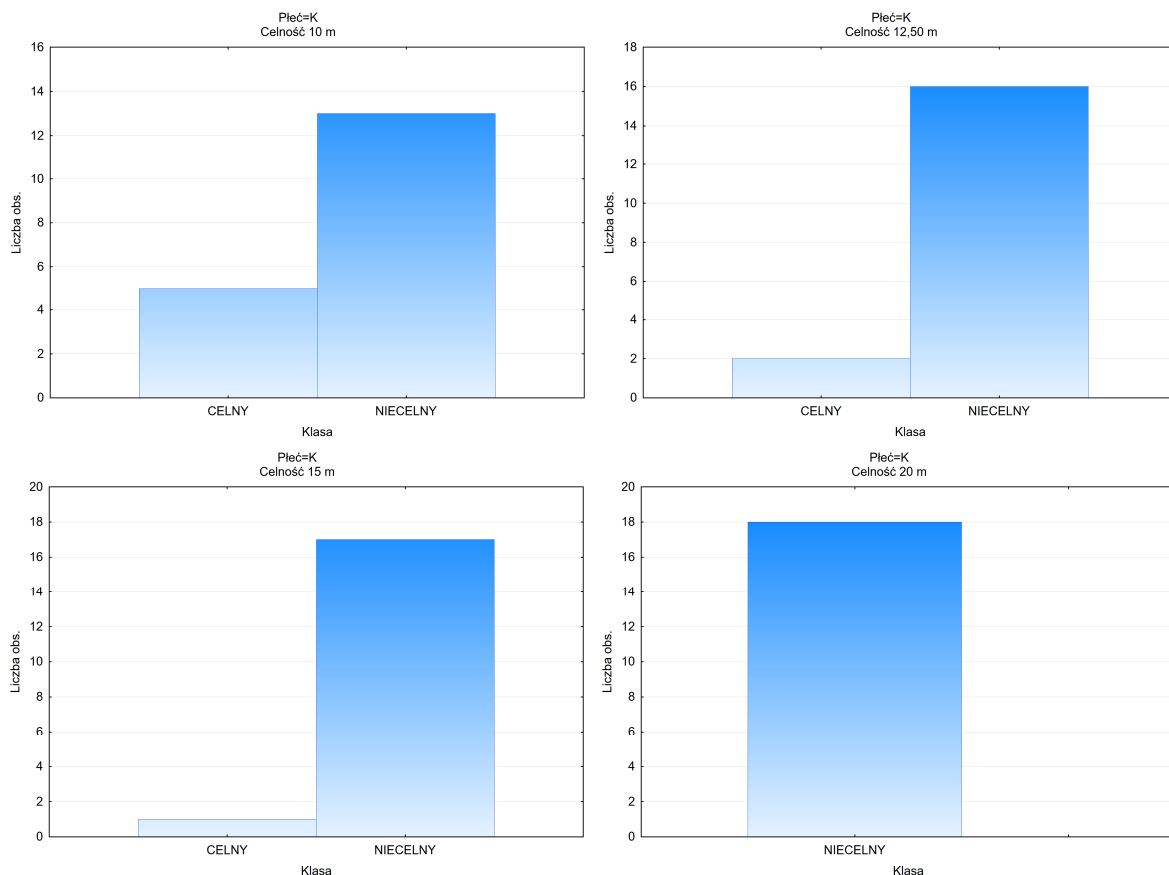 Płeć=K
Celność 10 m
16
14
12
10
8
6
4
2
0
Liczba obs.
CELNY NIECELNY
Klasa
Płeć=K
Celność 12,50 m
18
16
14
12
10
8
6
4
2
0
Liczba obs.
CELNY NIECELNY
Klasa
Płeć=K
Celność 15 m
20
18
16
14
12
10
8
6
4
2
0
Liczba obs.
CELNY NIECELNY
Klasa
Płeć=K
Celność 20 m
20
18
16
14
12
10
8
6
4
2
0
Liczba obs.
NIECELNY
Klasa